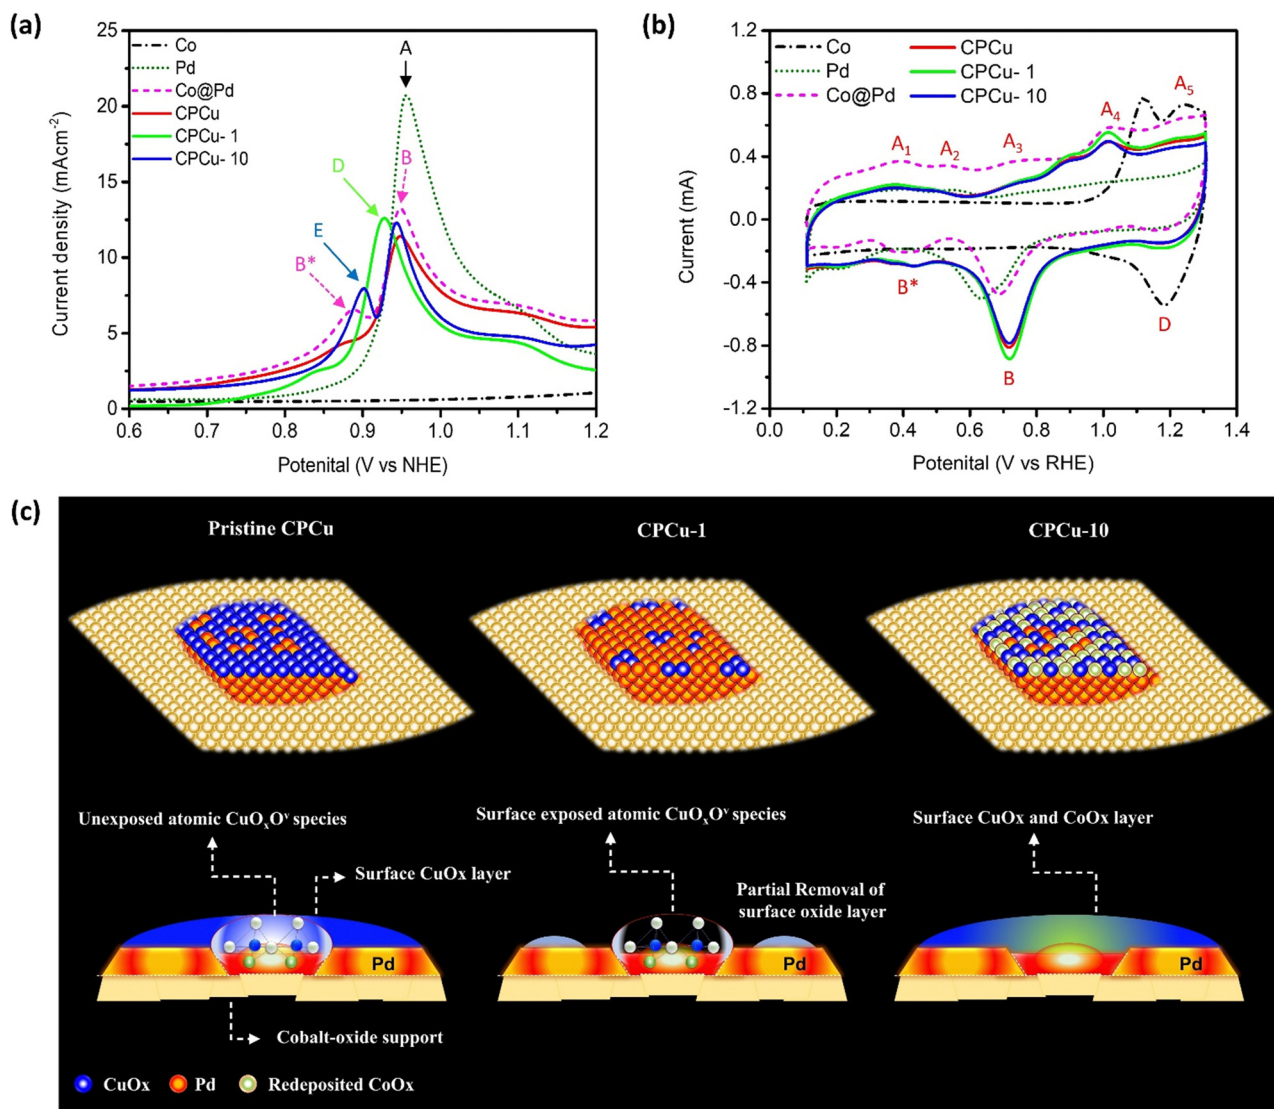 (a)
25
20
15
10
5
0
Current density (mAcm⁻²)
Co
Pd
Co@Pd
CPCu
CPCu- 1
CPCu- 10
A
B
D
E
B*
0.6 0.7 0.8 0.9 1.0 1.1 1.2
Potenital (V vs NHE)
(b)
1.2
0.8
0.4
0.0
-0.4
-0.8
-1.2
Current (mA)
Co
Pd
Co@Pd
CPCu
CPCu- 1
CPCu- 10
A₁
A₂
A₃
A₄
A₅
B*
B
D
0.0 0.2 0.4 0.6 0.8 1.0 1.2 1.4
Potenital (V vs RHE)
(c)
Pristine CPCu
CPCu-1
CPCu-10
Unexposed atomic CuOₓOᵛ species
Surface CuOx layer
Pd
Cobalt-oxide support
Surface exposed atomic CuOₓOᵛ species
Partial Removal of
surface oxide layer
Pd
Surface CuOx and CoOx layer
Pd
CuOx
Pd
Redeposited CoOx